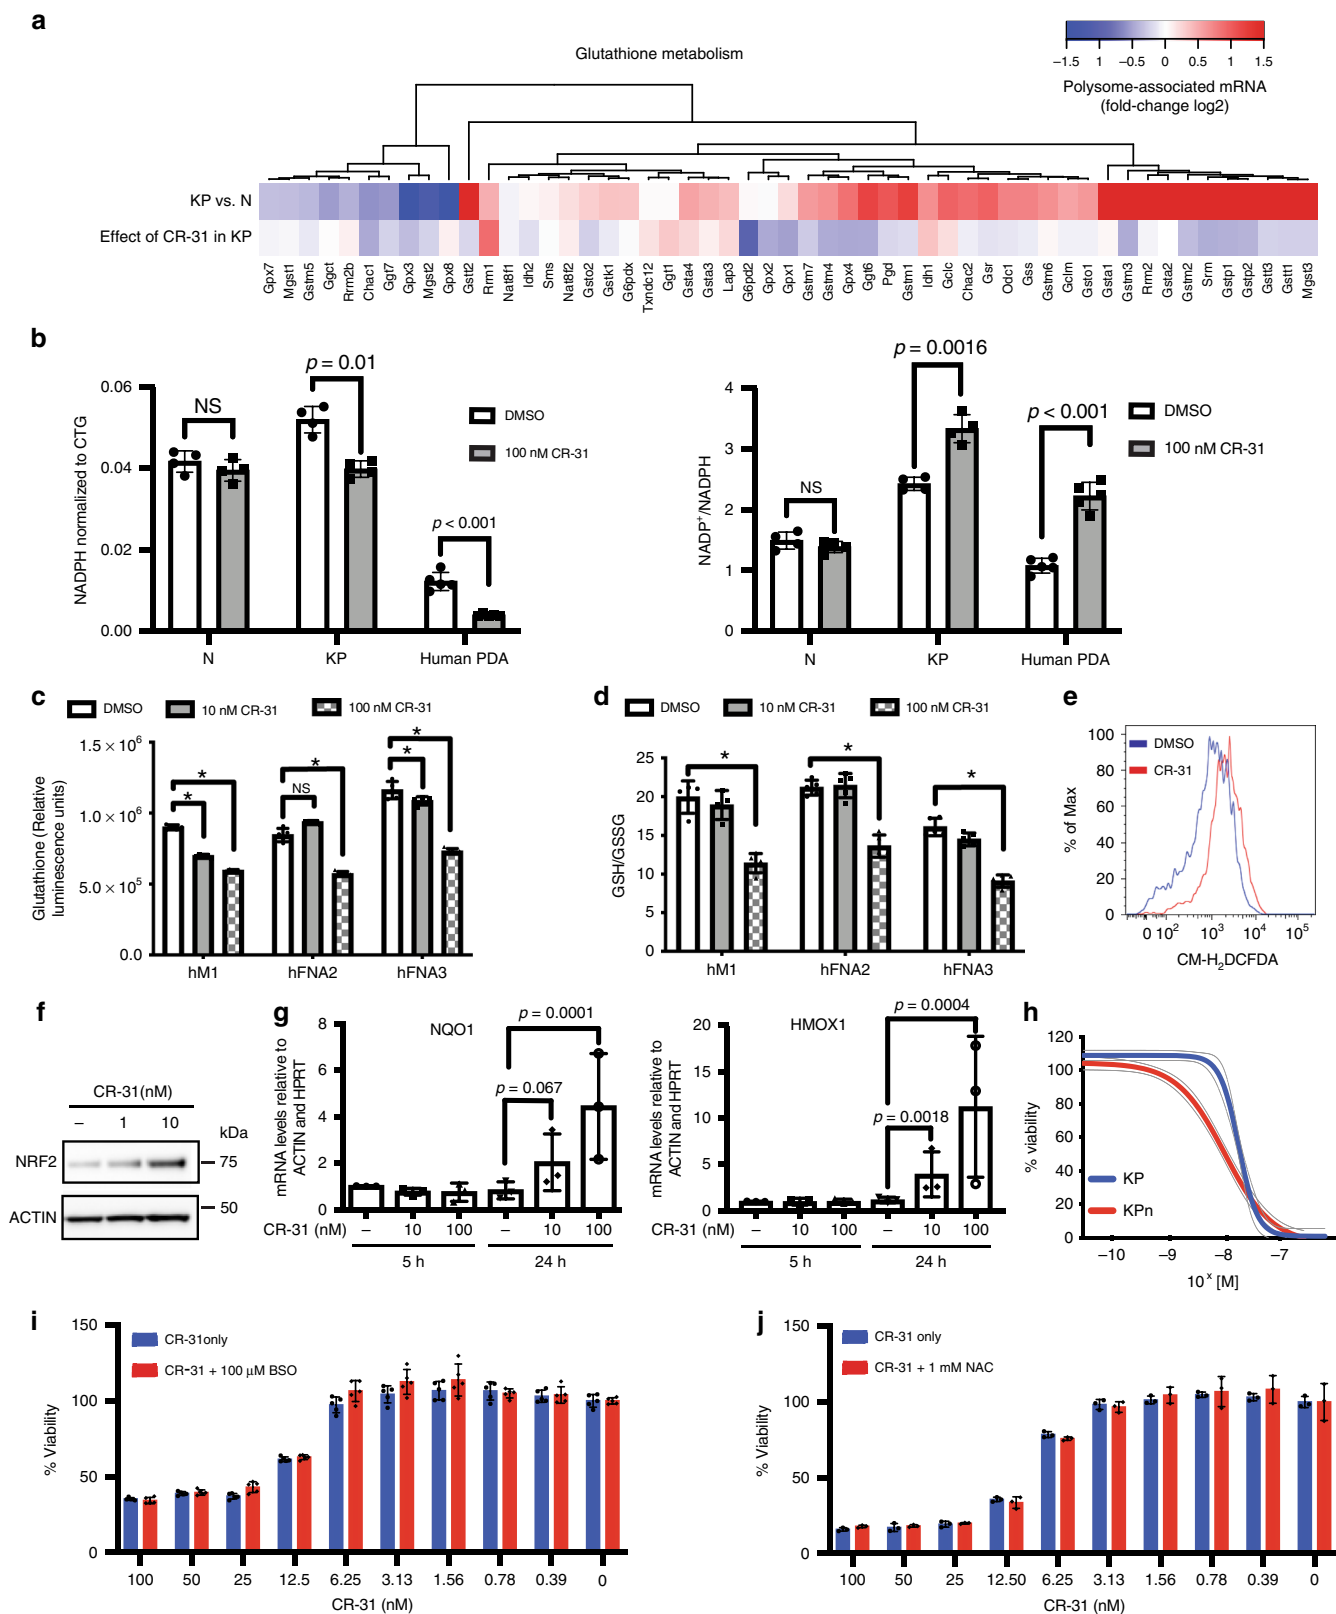 a
Glutathione metabolism
−1.5 1 −0.5 0 0.5 1 1.5
Polysome-associated mRNA
(fold-change log2)
KP vs. N
Effect of CR-31 in KP
Gpx7 Mgst1 Gstm5 Ggct Rrm2b Chac1 Ggt7 Gpx3 Mgst2 Gpx8 Gstt2 Rrm1 Nat8f1 Idh2 Sms Nat8f2 Gsto2 Gstk1 G6pdx Txndc12 Ggt1 Gsta4 Gsta3 Lap3 G6pd2 Gpx2 Gpx1 Gstm7 Gstm4 Gpx4 Ggt6 Pgd Gstm1 Idh1 Gclc Chac2 Gsr Odc1 Gss Gstm6 Gclm Gsto1 Gsta1 Gstm3 Rrm2 Gsta2 Gstm2 Srm Gstp1 Gstp2 Gstt3 Gstt1 Mgst3
b
NADPH normalized to CTG
0.06
0.04
0.02
0.00
NS
p = 0.01
p < 0.001
DMSO
100 nM CR-31
N KP Human PDA
NADP⁺/NADPH
4
3
2
1
0
NS
p = 0.0016
p < 0.001
DMSO
100 nM CR-31
N KP Human PDA
c
DMSO 10 nM CR-31 100 nM CR-31
Glutathione (Relative
luminescence units)
1.5 × 10⁶
1.0 × 10⁶
5.0 × 10⁵
0.0
* * NS * * *
hM1 hFNA2 hFNA3
d
DMSO 10 nM CR-31 100 nM CR-31
GSH/GSSG
25
20
15
10
5
0
* * *
hM1 hFNA2 hFNA3
e
% of Max
100
80
60
40
20
0
DMSO
CR-31
0 10² 10³ 10⁴ 10⁵
CM-H₂DCFDA
f
CR-31(nM)
– 1 10
kDa
NRF2
75
50
ACTIN
g
NQO1
mRNA levels relative to
ACTIN and HPRT
8
6
4
2
0
p = 0.0001
p = 0.067
CR-31 (nM) – 10 100 – 10 100
5 h 24 h
HMOX1
mRNA levels relative to
ACTIN and HPRT
20
15
10
5
0
p = 0.0004
p = 0.0018
CR-31 (nM) – 10 100 – 10 100
5 h 24 h
h
% viability
120
100
80
60
40
20
0
KP
KPn
−10 −9 −8 −7
10ˣ [M]
i
% Viability
150
100
50
0
CR-31only
CR-31 + 100 μM BSO
100 50 25 12.5 6.25 3.13 1.56 0.78 0.39 0
CR-31 (nM)
j
% Viability
150
100
50
0
CR-31 only
CR-31 + 1 mM NAC
100 50 25 12.50 6.25 3.13 1.56 0.78 0.39 0
CR-31 (nM)